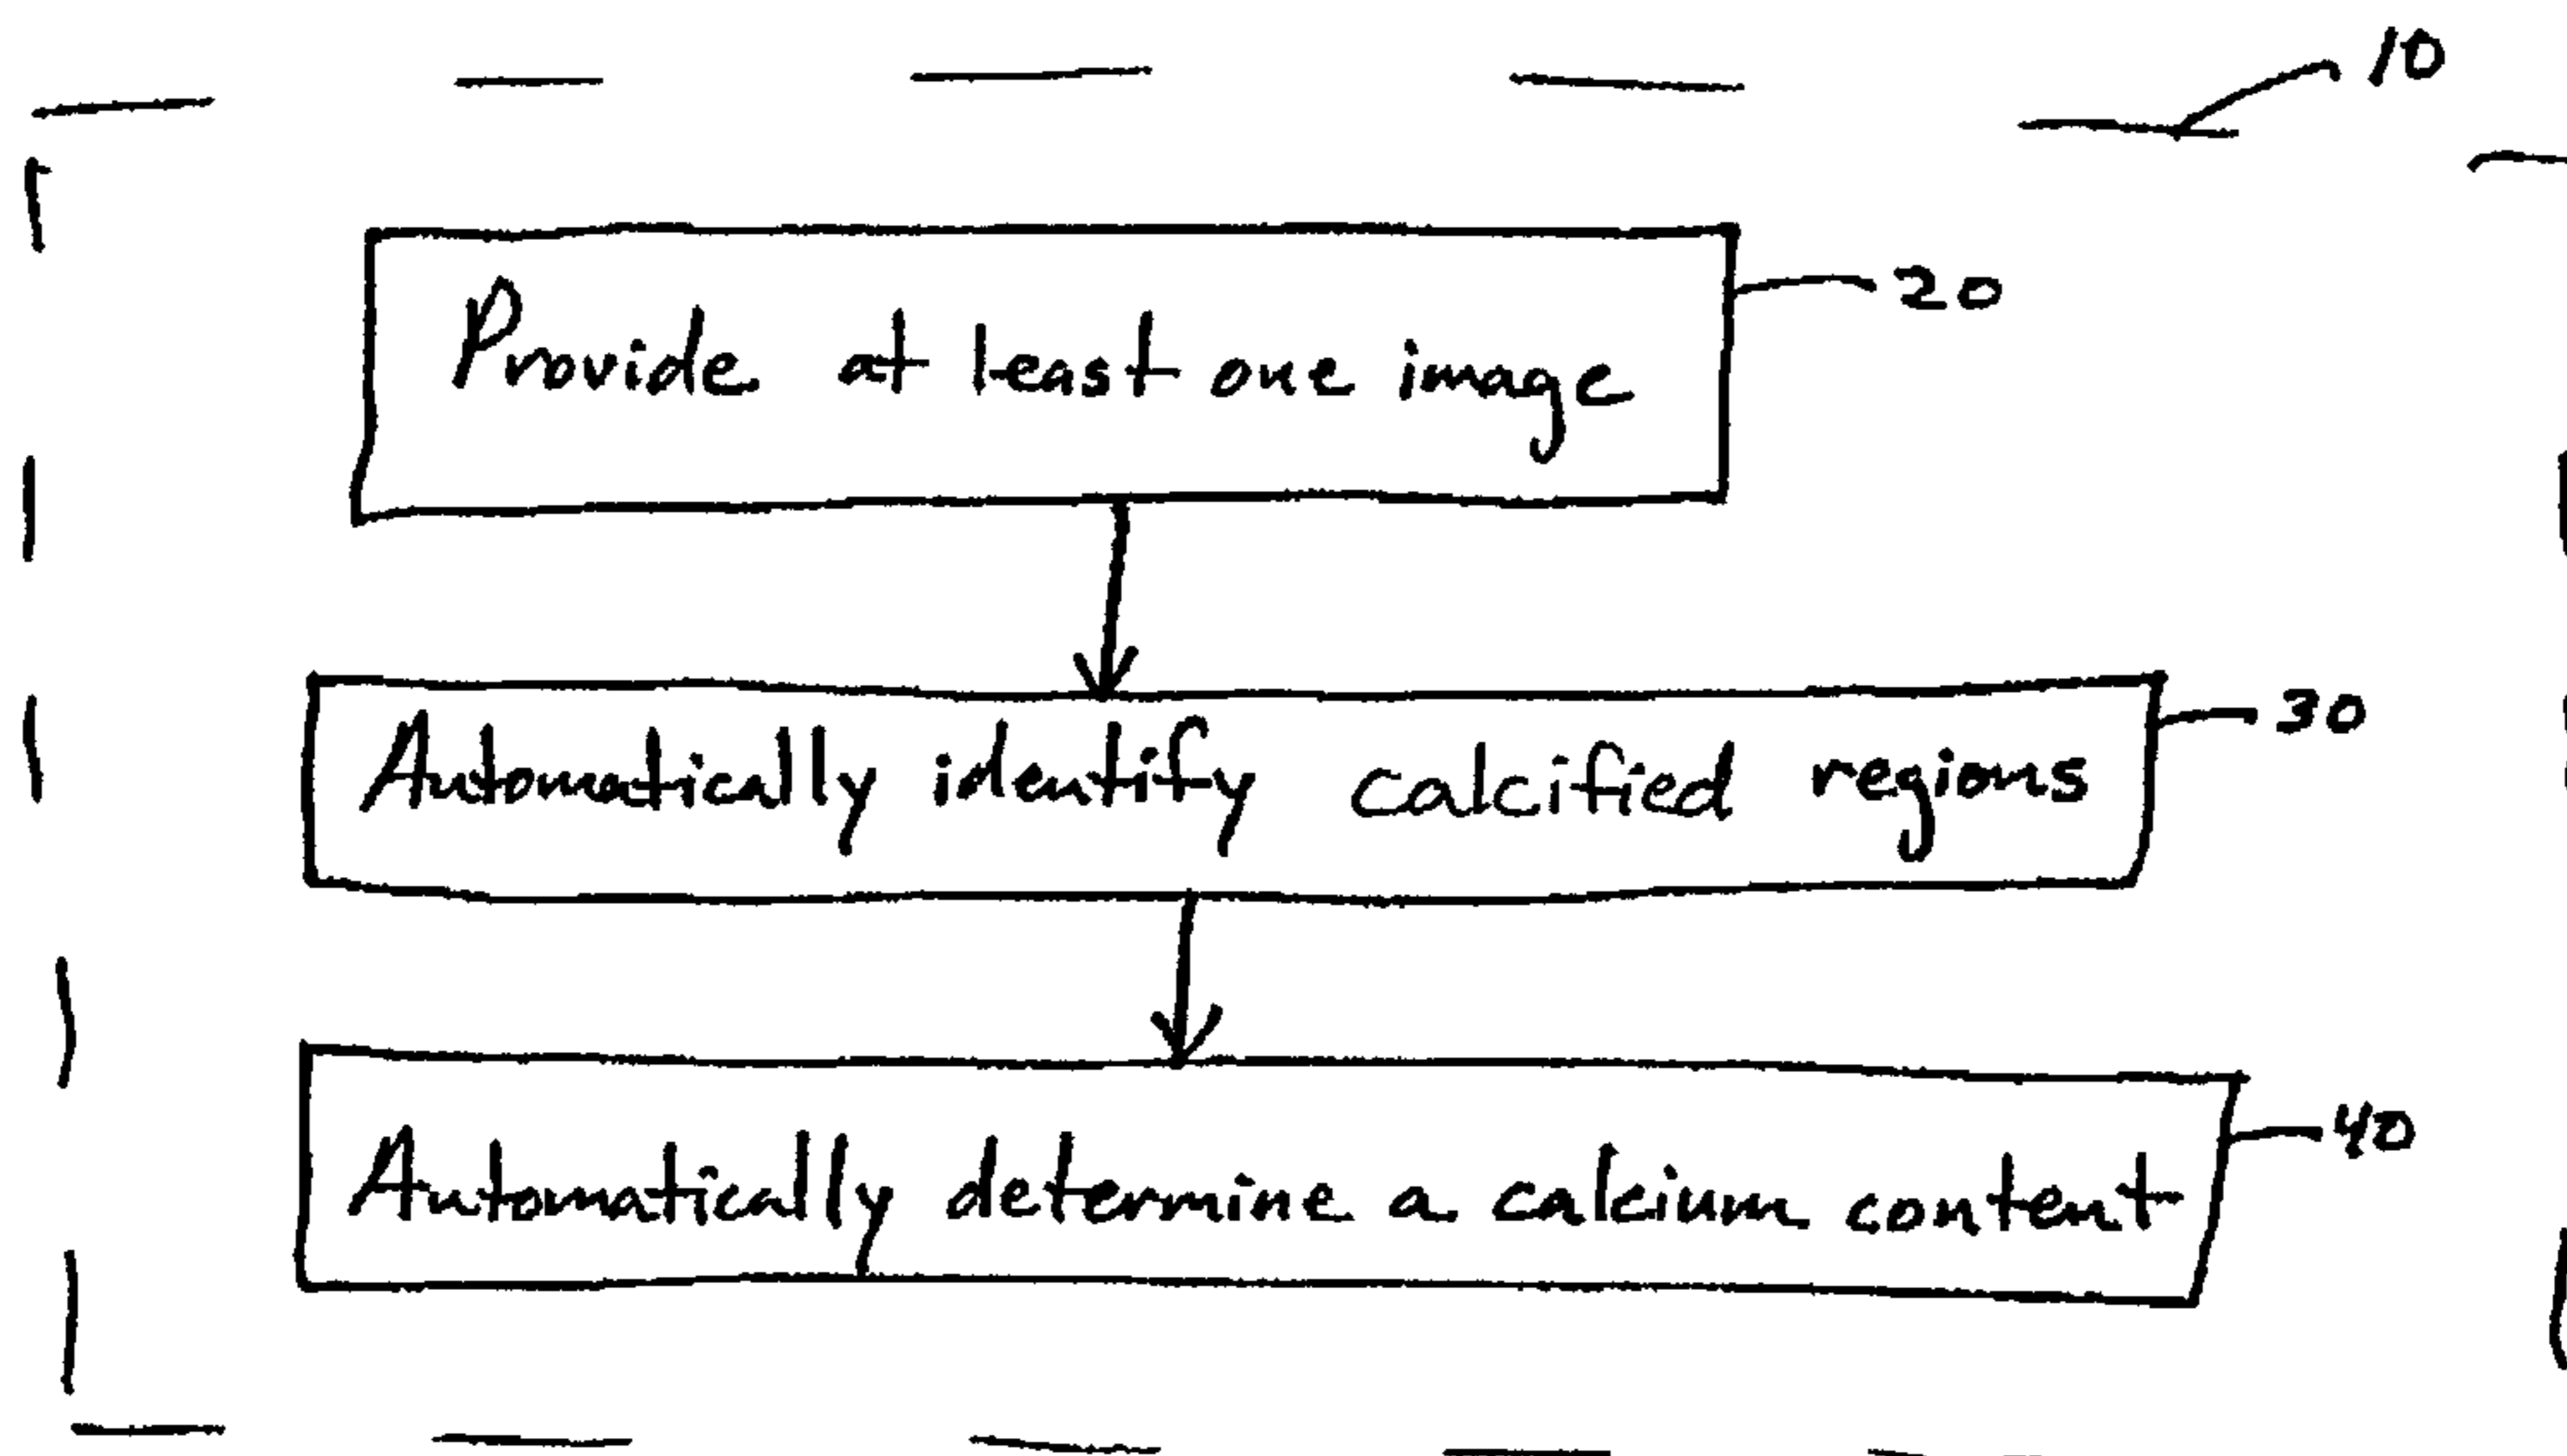 10
Provide at least one image
20
Automatically identify calcified regions
30
Automatically determine a calcium content
40